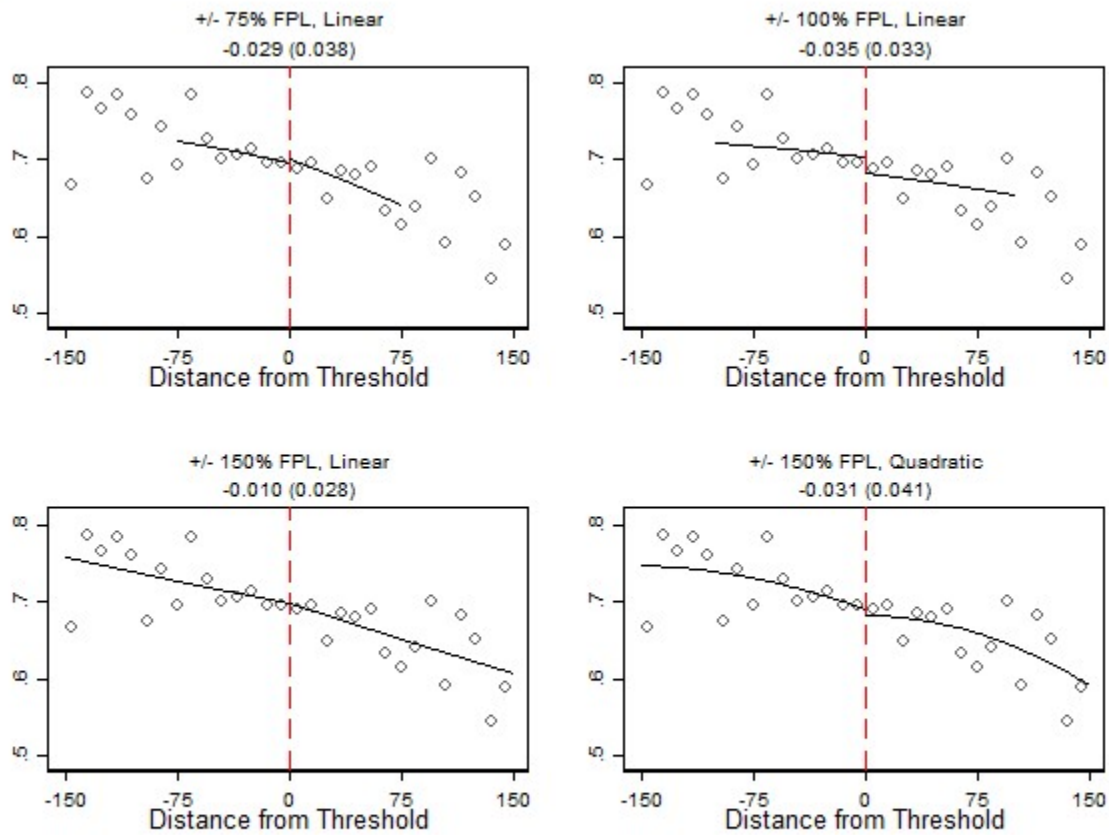 +/- 75% FPL, Linear
-0.029 (0.038)
.8
.7
.6
.5
-150 -75 0 75 150
Distance from Threshold
+/- 100% FPL, Linear
-0.035 (0.033)
.8
.7
.6
.5
-150 -75 0 75 150
Distance from Threshold
+/- 150% FPL, Linear
-0.010 (0.028)
.8
.7
.6
.5
-150 -75 0 75 150
Distance from Threshold
+/- 150% FPL, Quadratic
-0.031 (0.041)
.8
.7
.6
.5
-150 -75 0 75 150
Distance from Threshold